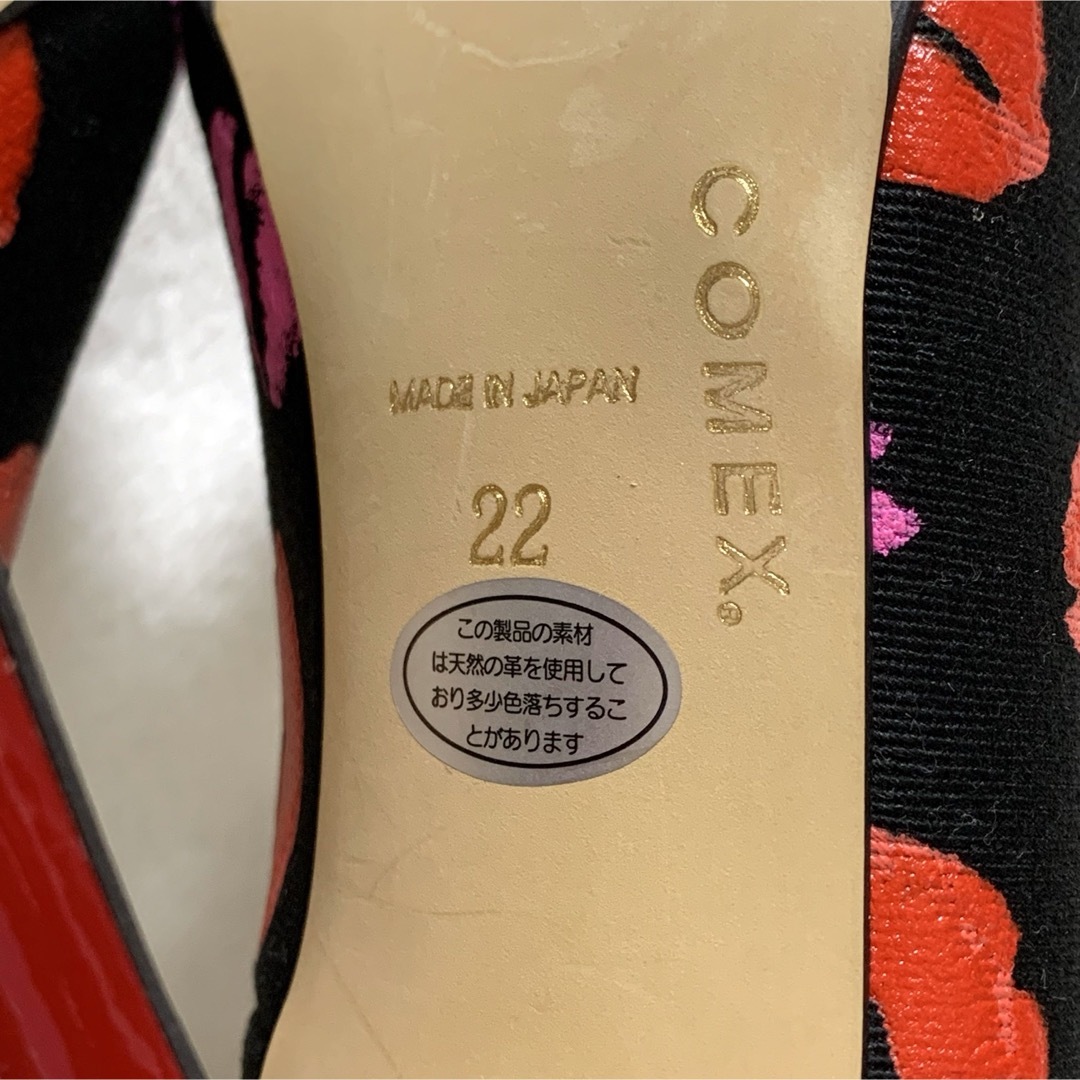 COMEX®
MADE IN JAPAN
22
この製品の素材
は天然の革を使用して
おり多少色落ちするこ
とがあります